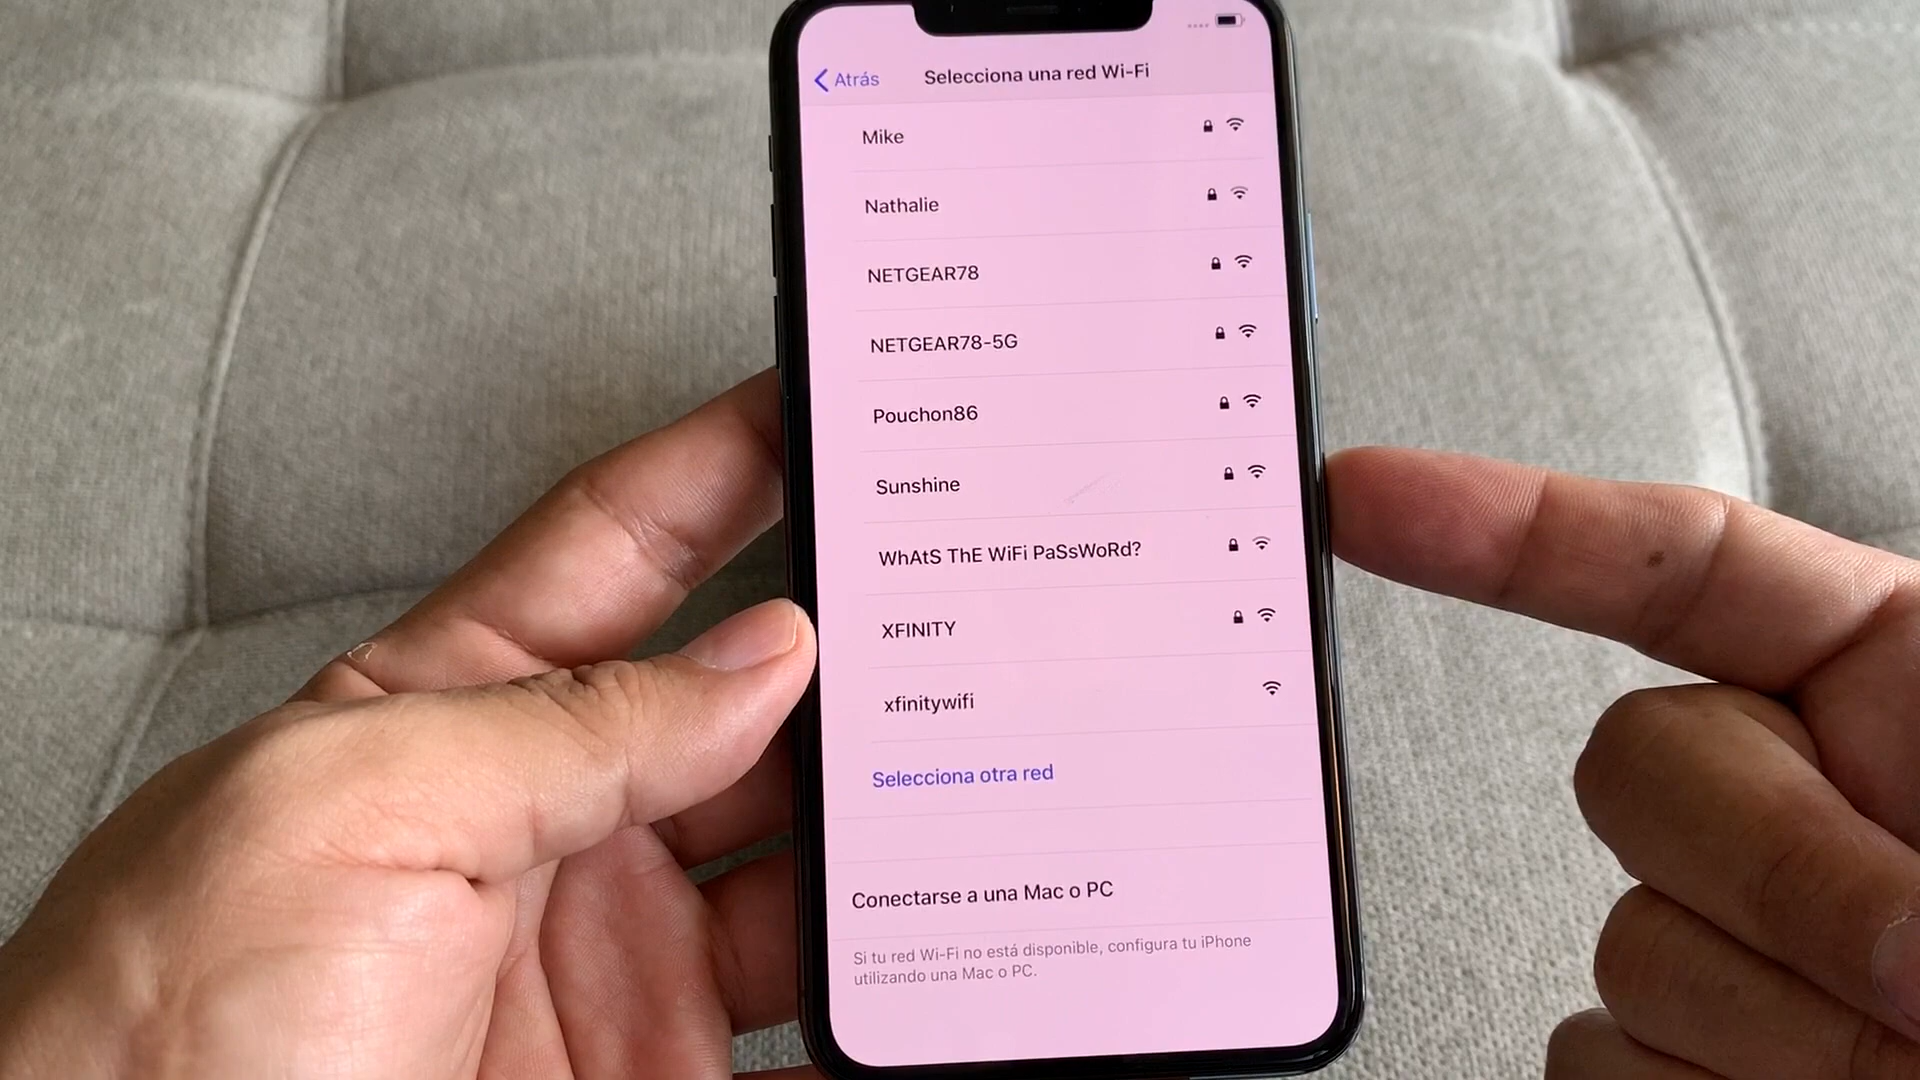 Atrás
Selecciona una red Wi-Fi
Mike
Nathalie
NETGEAR78
NETGEAR78-5G
Pouchon86
Sunshine
WhAtS ThE WiFi PaSsWoRd?
XFINITY
xfinitywifi
Selecciona otra red
Conectarse a una Mac o PC
Si tu red Wi-Fi no está disponible, configura tu iPhone
utilizando una Mac o PC.